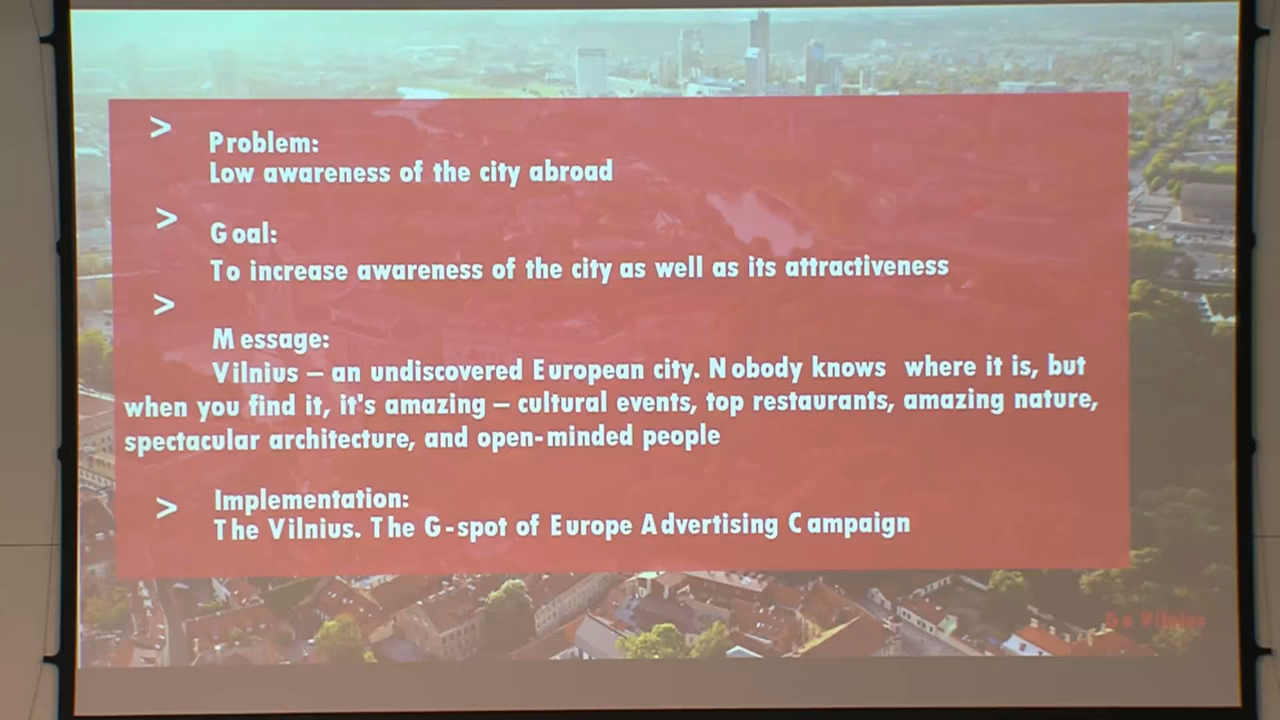 > Problem:
Low awareness of the city abroad
> Goal:
To increase awareness of the city as well as its attractiveness
>
Message:
Vilnius – an undiscovered European city. Nobody knows where it is, but
when you find it, it's amazing – cultural events, top restaurants, amazing nature,
spectacular architecture, and open-minded people
> Implementation:
The Vilnius. The G-spot of Europe Advertising Campaign
Go Vilnius